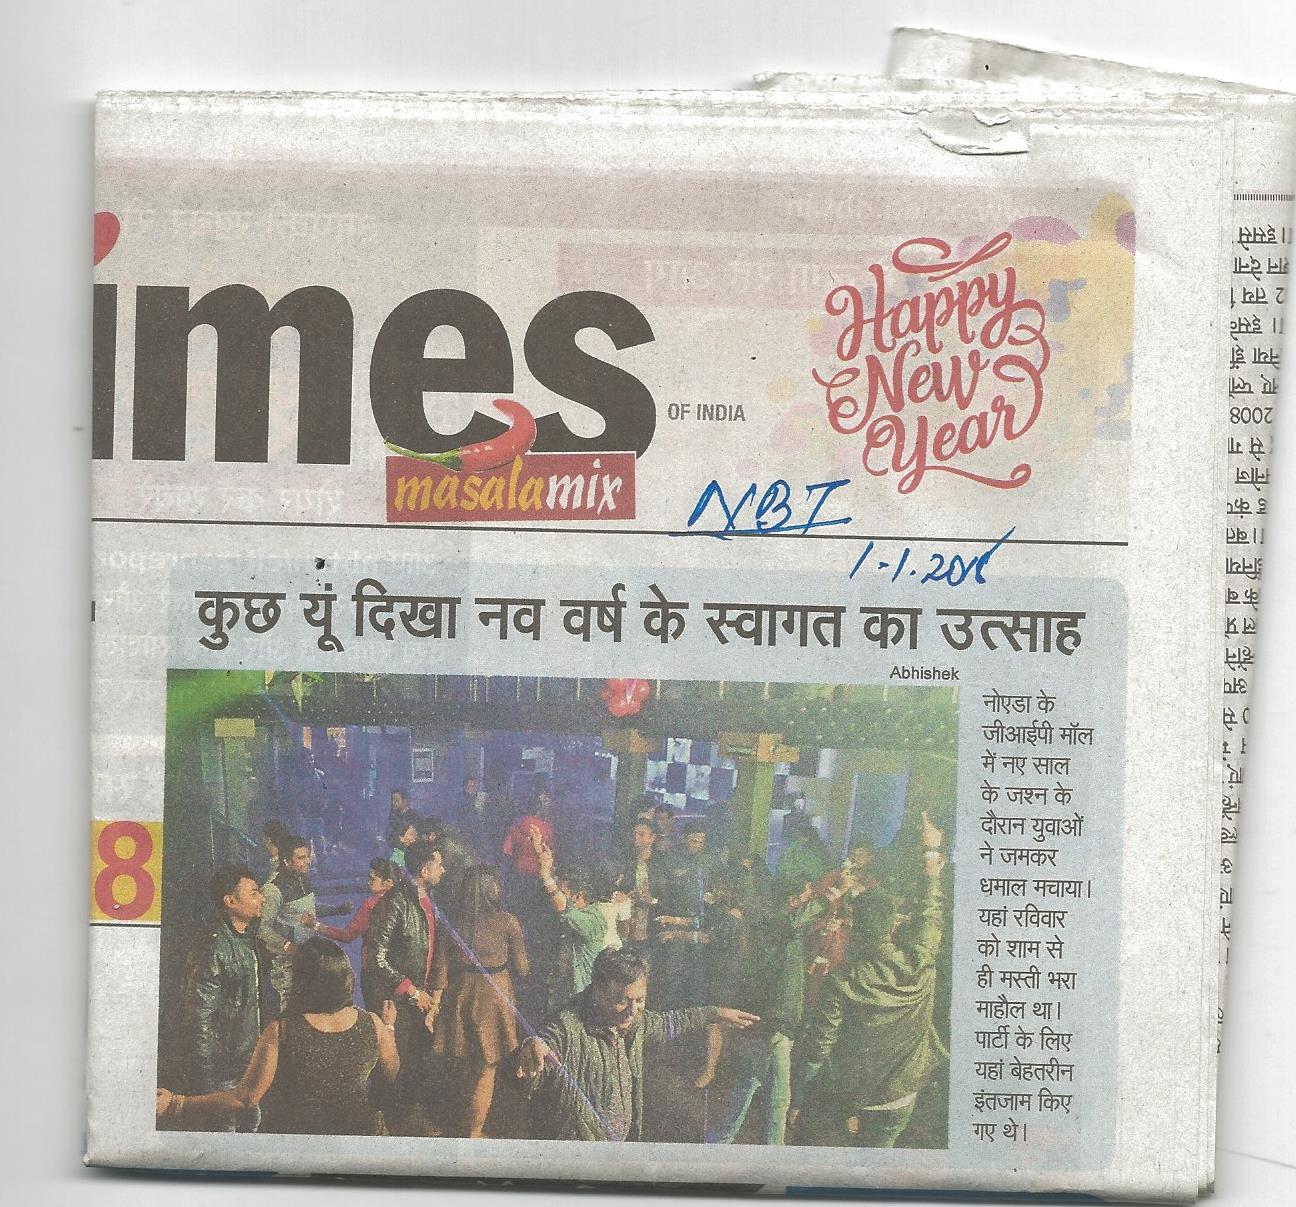 imes
OF INDIA
masalamix
Happy
New
Year
NBT
1-1-2018
कुछ यूं दिखा नव वर्ष के स्वागत का उत्साह
Abhishek
8
नोएडा के
जीआईपी मॉल
में नए साल
के जश्न के
दौरान युवाओं
ने जमकर
धमाल मचाया।
यहां रविवार
को शाम से
ही मस्ती भरा
माहौल था।
पार्टी के लिए
यहां बेहतरीन
इंतजाम किए
गए थे।